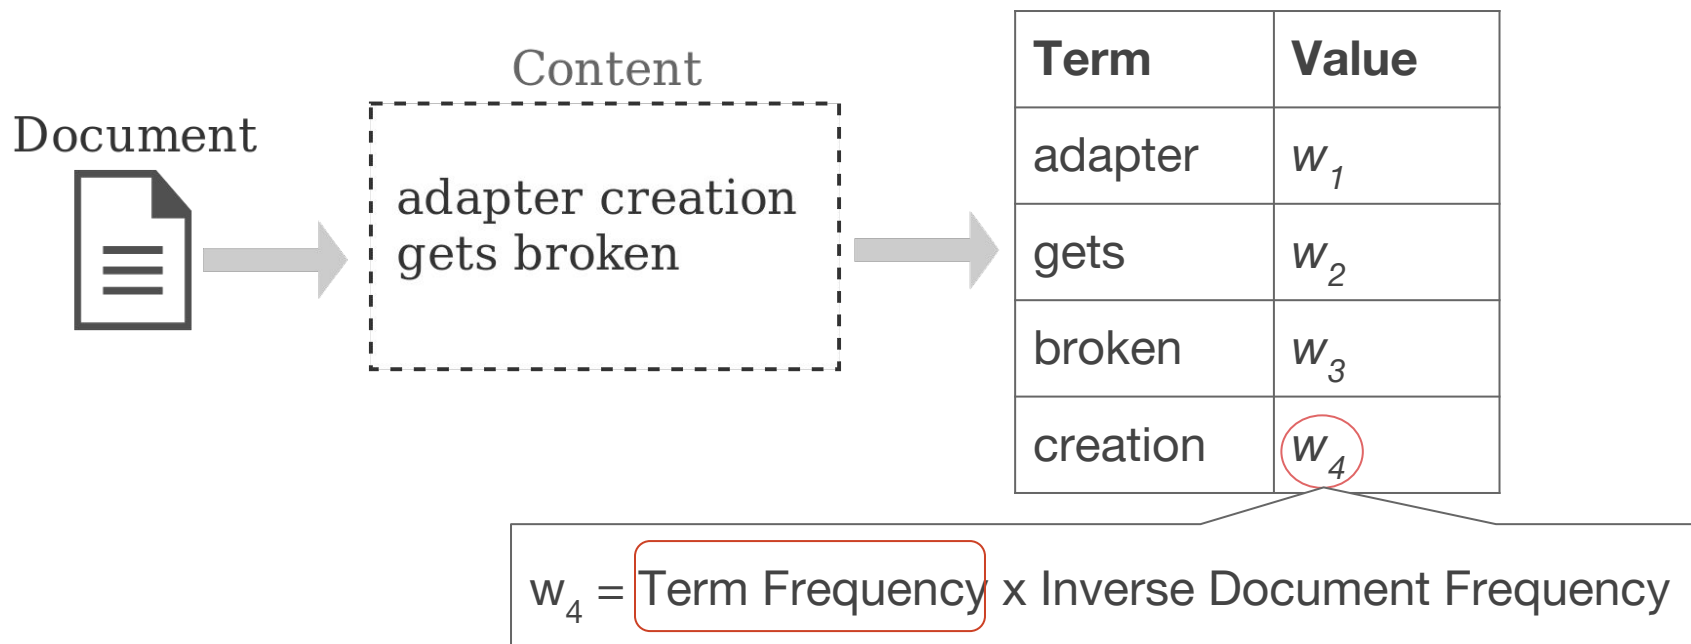 Document
Content
adapter creation
gets broken
Term Value
adapter w1
gets w2
broken w3
creation w4
w4 = Term Frequency x Inverse Document Frequency